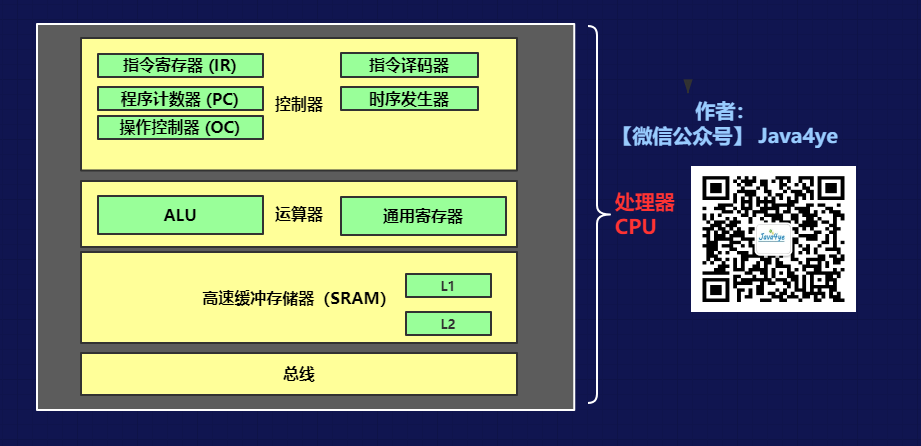 指令寄存器 (IR)
指令译码器
程序计数器 (PC)
控制器
时序发生器
操作控制器 (OC)
ALU
运算器
通用寄存器
高速缓冲存储器（SRAM）
L1
L2
总线
处理器
CPU
作者：
【微信公众号】 Java4ye
Java4ye